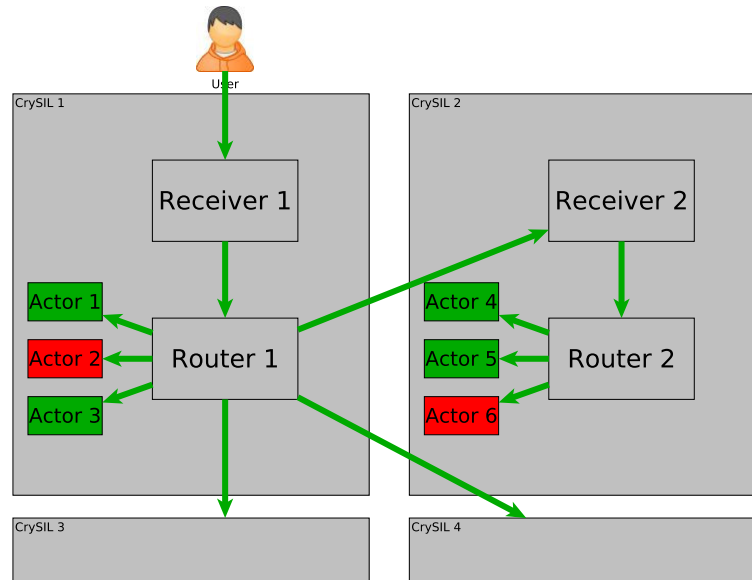 User
CrySIL 1
CrySIL 2
Receiver 1
Receiver 2
Actor 1
Actor 2
Actor 3
Router 1
Actor 4
Actor 5
Actor 6
Router 2
CrySIL 3
CrySIL 4